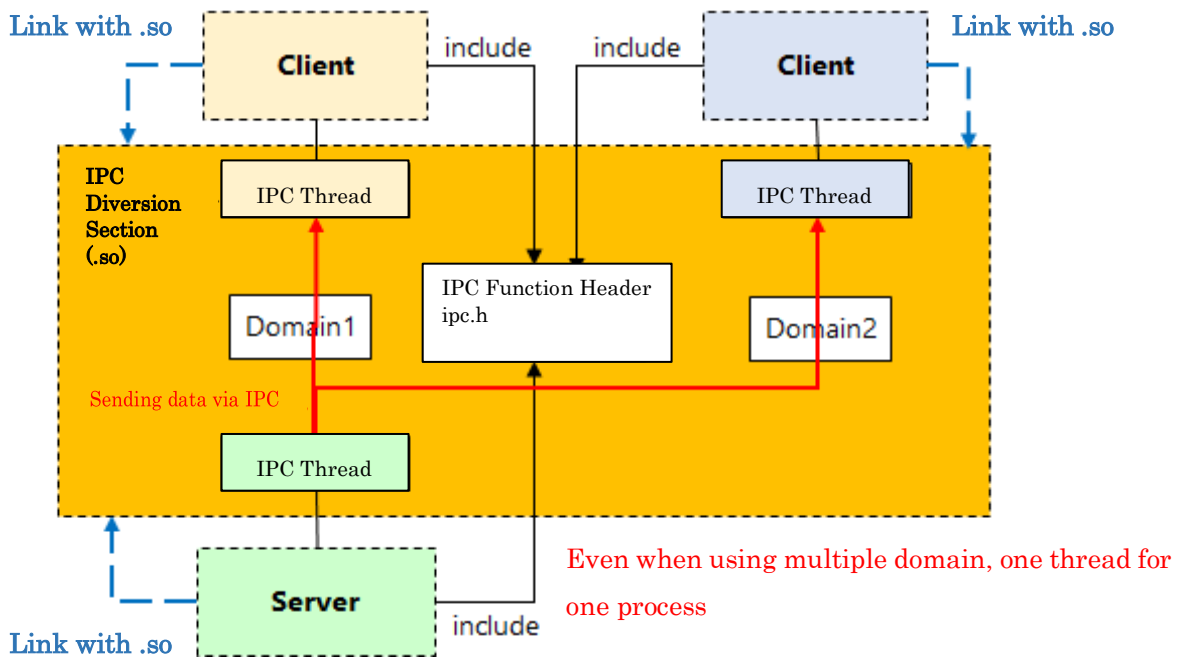 Link with .so
Client
include
include
Client
Link with .so
IPC
Diversion
Section
(.so)
IPC Thread
IPC Thread
IPC Function Header
ipc.h
Domain1
Domain2
Sending data via IPC
IPC Thread
Server
include
Even when using multiple domain, one thread for
one process
Link with .so